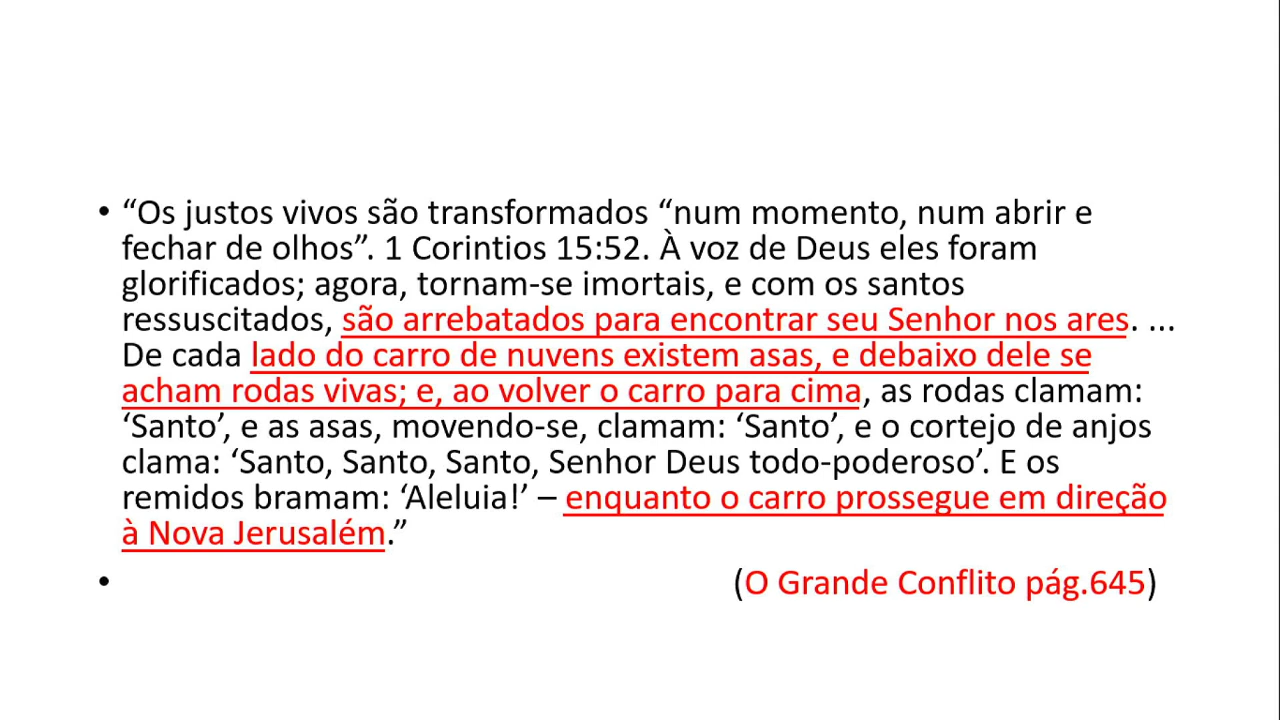 • “Os justos vivos são transformados “num momento, num abrir e
fechar de olhos”. 1 Corintios 15:52. À voz de Deus eles foram
glorificados; agora, tornam-se imortais, e com os santos
ressuscitados, são arrebatados para encontrar seu Senhor nos ares. ...
De cada lado do carro de nuvens existem asas, e debaixo dele se
acham rodas vivas; e, ao volver o carro para cima, as rodas clamam:
‘Santo’, e as asas, movendo-se, clamam: ‘Santo’, e o cortejo de anjos
clama: ‘Santo, Santo, Santo, Senhor Deus todo-poderoso’. E os
remidos bramam: ‘Aleluia!’ – enquanto o carro prossegue em direção
à Nova Jerusalém.”
• (O Grande Conflito pág.645)